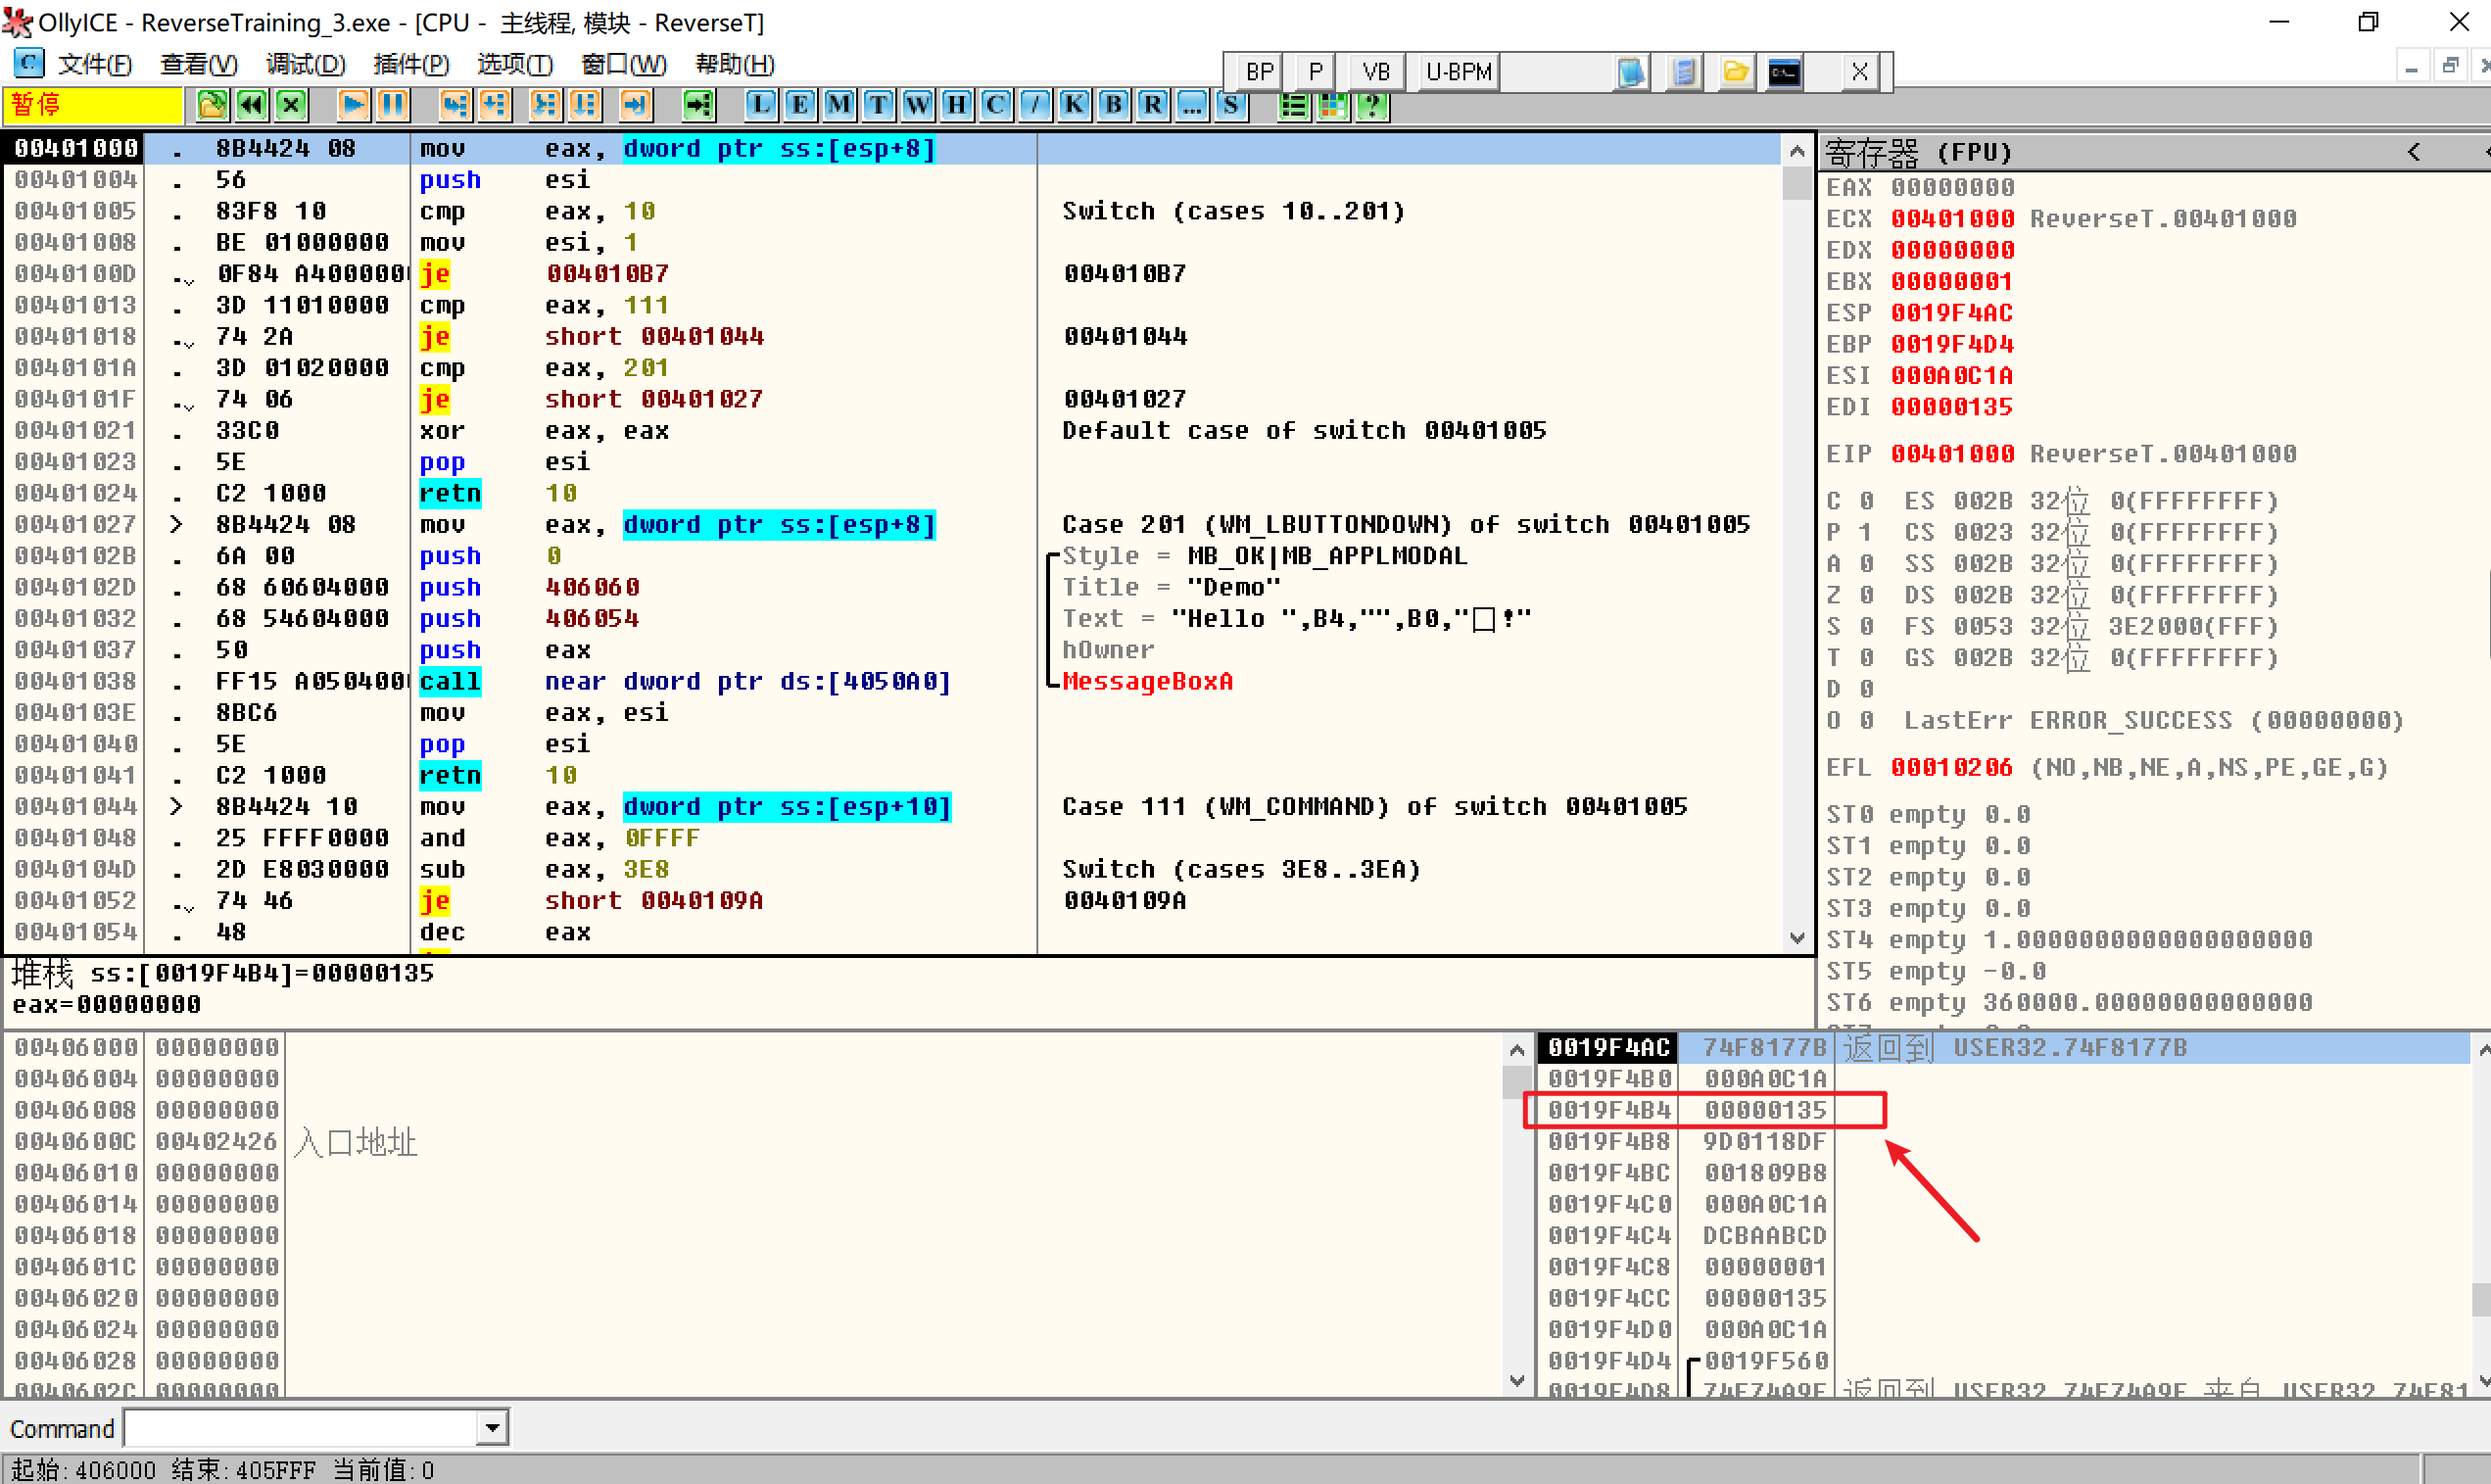 OllyICE - ReverseTraining_3.exe - [CPU - 主线程, 模块 - ReverseT]
C 文件(F) 查看(V) 调试(D) 插件(P) 选项(T) 窗口(W) 帮助(H)
BP P VB U-BPM X
暂停 L E M T W H C / K B R ... S ?
00401000 . 8B4424 08 mov eax, dword ptr ss:[esp+8]
00401004 . 56 push esi
00401005 . 83F8 10 cmp eax, 10 Switch (cases 10..201)
00401008 . BE 01000000 mov esi, 1
0040100D . 0F84 A400000 je 004010B7 004010B7
00401013 . 3D 11010000 cmp eax, 111
00401018 . 74 2A je short 00401044 00401044
0040101A . 3D 01020000 cmp eax, 201
0040101F . 74 06 je short 00401027 00401027
00401021 . 33C0 xor eax, eax Default case of switch 00401005
00401023 . 5E pop esi
00401024 . C2 1000 retn 10
00401027 > 8B4424 08 mov eax, dword ptr ss:[esp+8] Case 201 (WM_LBUTTONDOWN) of switch 00401005
0040102B . 6A 00 push 0 Style = MB_OK|MB_APPLMODAL
0040102D . 68 60604000 push 406060 Title = "Demo"
00401032 . 68 54604000 push 406054 Text = "Hello ",B4,"",B0,"□!"
00401037 . 50 push eax hOwner
00401038 . FF15 A050400 call near dword ptr ds:[4050A0] MessageBoxA
0040103E . 8BC6 mov eax, esi
00401040 . 5E pop esi
00401041 . C2 1000 retn 10
00401044 > 8B4424 10 mov eax, dword ptr ss:[esp+10] Case 111 (WM_COMMAND) of switch 00401005
00401048 . 25 FFFF0000 and eax, 0FFFF
0040104D . 2D E8030000 sub eax, 3E8 Switch (cases 3E8..3EA)
00401052 . 74 46 je short 0040109A 0040109A
00401054 . 48 dec eax
堆栈 ss:[0019F4B4]=00000135
eax=00000000
寄存器 (FPU) <
EAX 00000000
ECX 00401000 ReverseT.00401000
EDX 00000000
EBX 00000001
ESP 0019F4AC
EBP 0019F4D4
ESI 000A0C1A
EDI 00000135
EIP 00401000 ReverseT.00401000
C 0 ES 002B 32位 0(FFFFFFFF)
P 1 CS 0023 32位 0(FFFFFFFF)
A 0 SS 002B 32位 0(FFFFFFFF)
Z 0 DS 002B 32位 0(FFFFFFFF)
S 0 FS 0053 32位 3E2000(FFF)
T 0 GS 002B 32位 0(FFFFFFFF)
D 0
O 0 LastErr ERROR_SUCCESS (00000000)
EFL 00010206 (NO,NB,NE,A,NS,PE,GE,G)
ST0 empty 0.0
ST1 empty 0.0
ST2 empty 0.0
ST3 empty 0.0
ST4 empty 1.0000000000000000000
ST5 empty -0.0
ST6 empty 360000.00000000000000
00406000 00000000
00406004 00000000
00406008 00000000
0040600C 00402426 入口地址
00406010 00000000
00406014 00000000
00406018 00000000
0040601C 00000000
00406020 00000000
00406024 00000000
00406028 00000000
0040602C 00000000
0019F4AC 74F8177B 返回到 USER32.74F8177B
0019F4B0 000A0C1A
0019F4B4 00000135
0019F4B8 9D0118DF
0019F4BC 001809B8
0019F4C0 000A0C1A
0019F4C4 DCBAABCD
0019F4C8 00000001
0019F4CC 00000135
0019F4D0 000A0C1A
0019F4D4 0019F560
0019F4D8 74F74A9F 返回到 USER32.74F74A9F 来自 USER32.74F81
Command
起始:406000 结束:405FFF 当前值:0